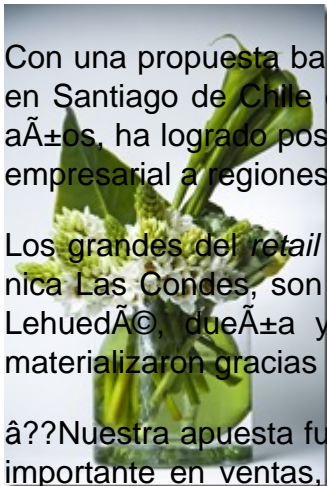 Con una propuesta ba
en Santiago de Chile
aÃ±os, ha logrado pos
empresarial a regiones
Los grandes del retail
nica Las Condes, son
LehuedÃ©, dueÃ±a y
materializaron gracias
â??Nuestra apuesta fu
importante en ventas,